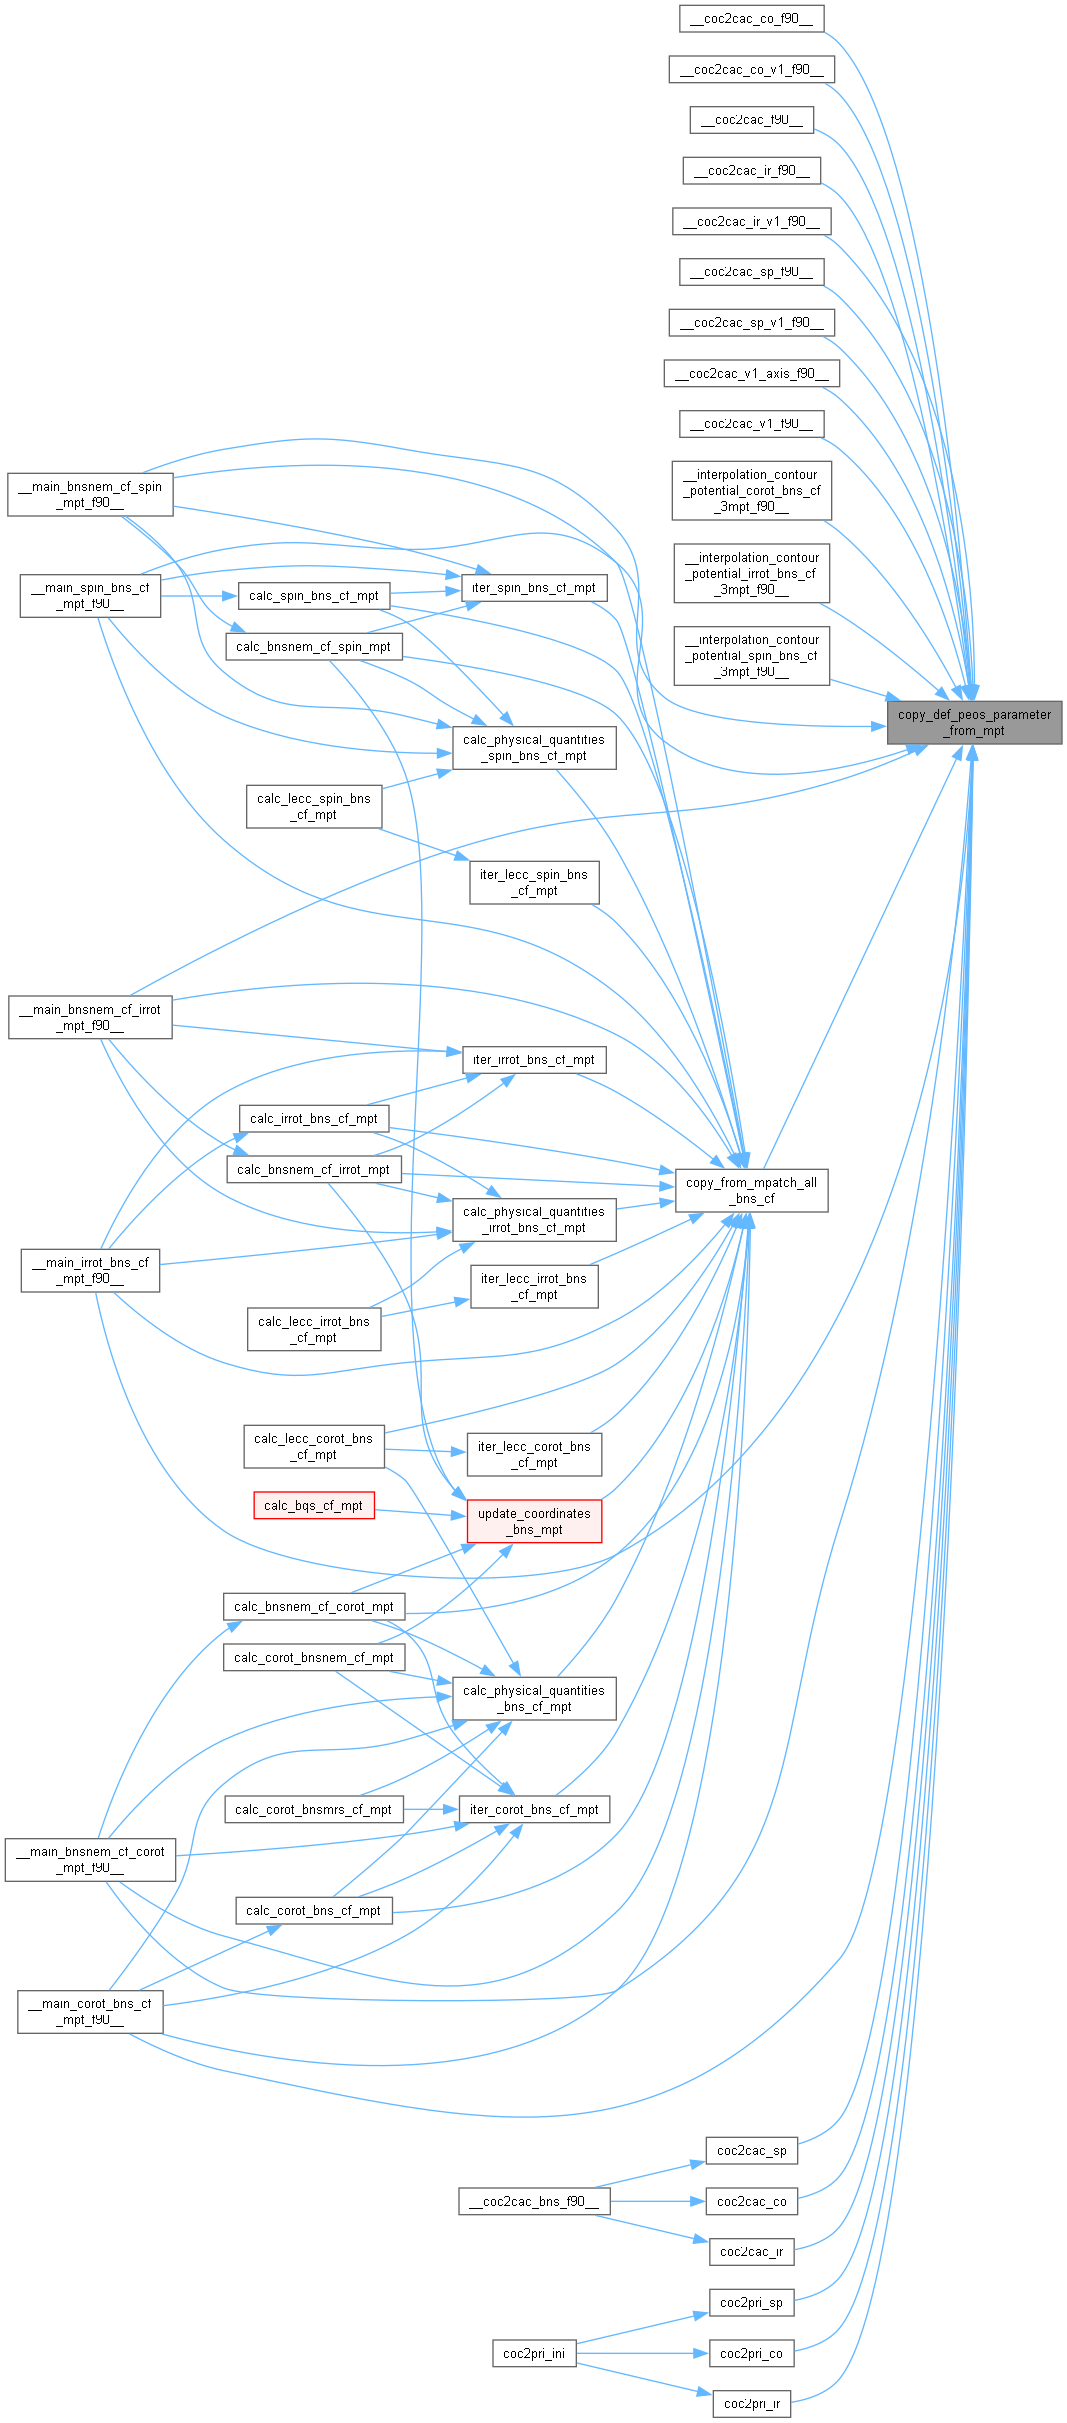 __coc2cac_co_f90__
__coc2cac_co_v1_f90__
__coc2cac_f90__
__coc2cac_ir_f90__
__coc2cac_ir_v1_f90__
__coc2cac_sp_f90__
__coc2cac_sp_v1_f90__
__coc2cac_v1_axis_f90__
__coc2cac_v1_f90__
__interpolation_contour
_potential_corot_bns_cf
_3mpt_f90__
__interpolation_contour
_potential_irrot_bns_cf
_3mpt_f90__
__interpolation_contour
_potential_spin_bns_cf
_3mpt_f90__
copy_def_peos_parameter
_from_mpt
__main_bnsnem_cf_spin
_mpt_f90__
__main_spin_bns_cf
_mpt_f90__
calc_spin_bns_cf_mpt
iter_spin_bns_cf_mpt
calc_bnsnem_cf_spin_mpt
calc_physical_quantities
_spin_bns_cf_mpt
calc_lecc_spin_bns
_cf_mpt
iter_lecc_spin_bns
_cf_mpt
__main_bnsnem_cf_irrot
_mpt_f90__
iter_irrot_bns_cf_mpt
calc_irrot_bns_cf_mpt
calc_bnsnem_cf_irrot_mpt
copy_from_mpatch_all
_bns_cf
calc_physical_quantities
_irrot_bns_cf_mpt
__main_irrot_bns_cf
_mpt_f90__
iter_lecc_irrot_bns
_cf_mpt
calc_lecc_irrot_bns
_cf_mpt
calc_lecc_corot_bns
_cf_mpt
iter_lecc_corot_bns
_cf_mpt
calc_bqs_cf_mpt
update_coordinates
_bns_mpt
calc_bnsnem_cf_corot_mpt
calc_corot_bnsnem_cf_mpt
calc_physical_quantities
_bns_cf_mpt
calc_corot_bnsmrs_cf_mpt
iter_corot_bns_cf_mpt
__main_bnsnem_cf_corot
_mpt_f90__
calc_corot_bns_cf_mpt
__main_corot_bns_cf
_mpt_f90__
coc2cac_sp
__coc2cac_bns_f90__
coc2cac_co
coc2cac_ir
coc2pri_sp
coc2pri_ini
coc2pri_co
coc2pri_ir